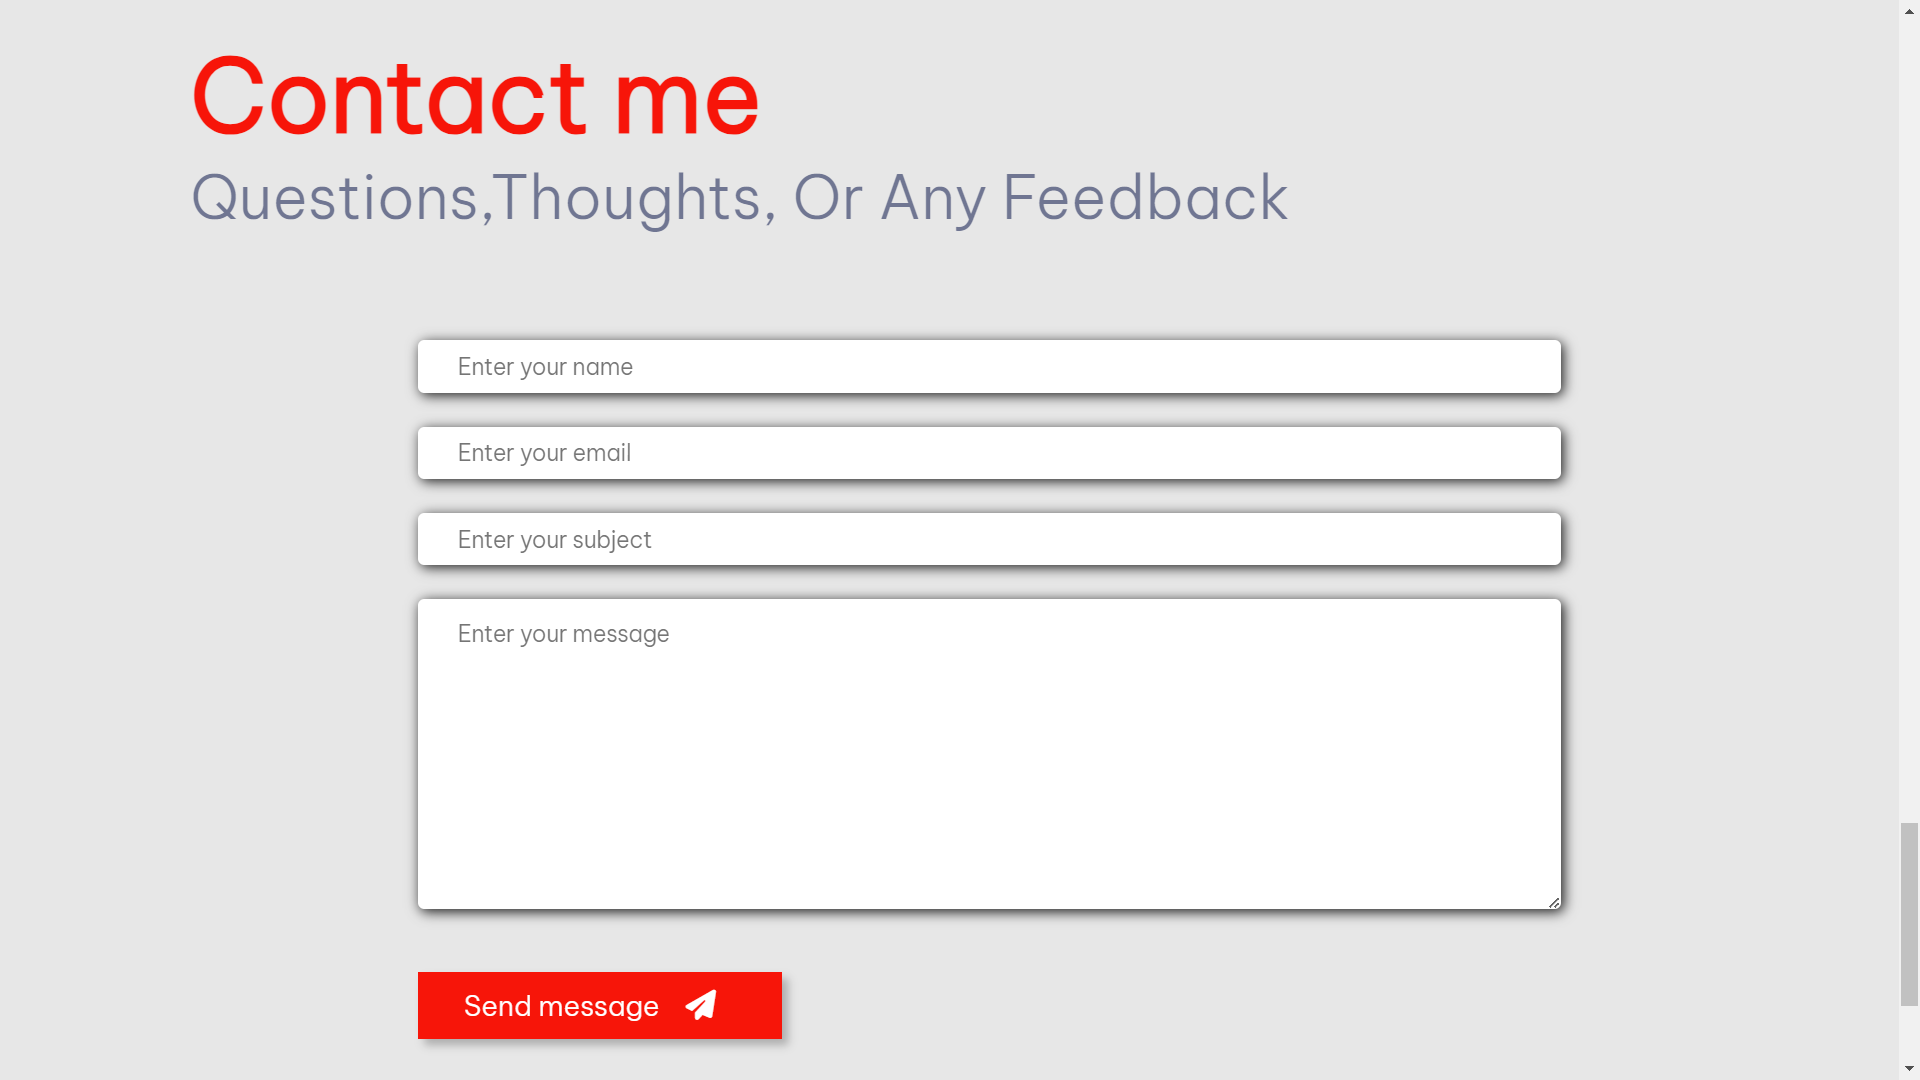 Contact me
Questions,Thoughts, Or Any Feedback
Enter your name
Enter your email
Enter your subject
Enter your message
Send message